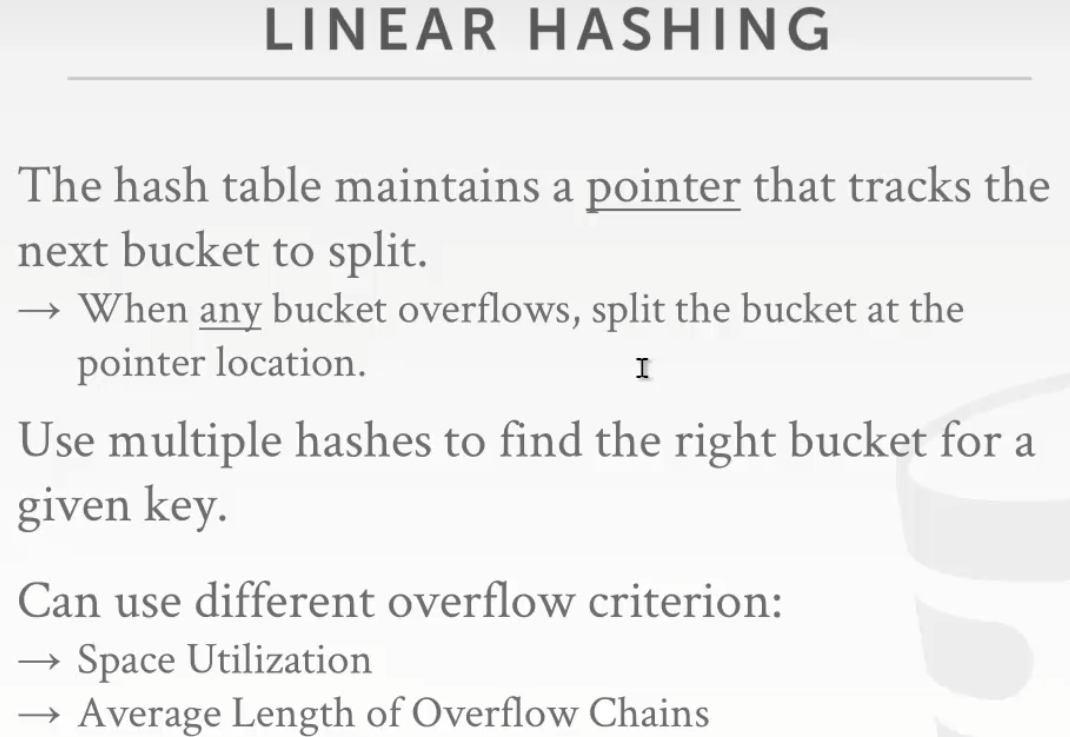 LINEAR HASHING
The hash table maintains a pointer that tracks the
next bucket to split.
→ When any bucket overflows, split the bucket at the
pointer location.
Use multiple hashes to find the right bucket for a
given key.
Can use different overflow criterion:
→ Space Utilization
→ Average Length of Overflow Chains